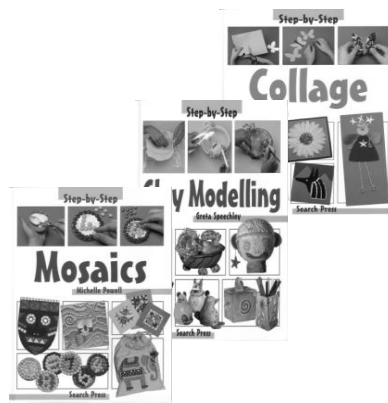 Step-by-Step
Collage
Search Press
Step-by-Step
Clay Modelling
Greta Speechley
Search Press
Step-by-Step
Mosaics
Michelle Powell
Search Press